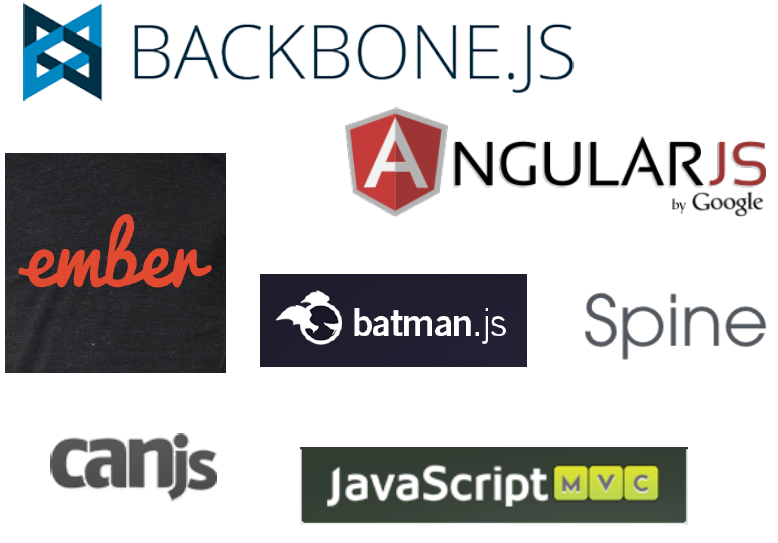 BACKBONE.JS
ANGULARJS
by Google
ember
batman.js
Spine
canjs
JavaScript MVC